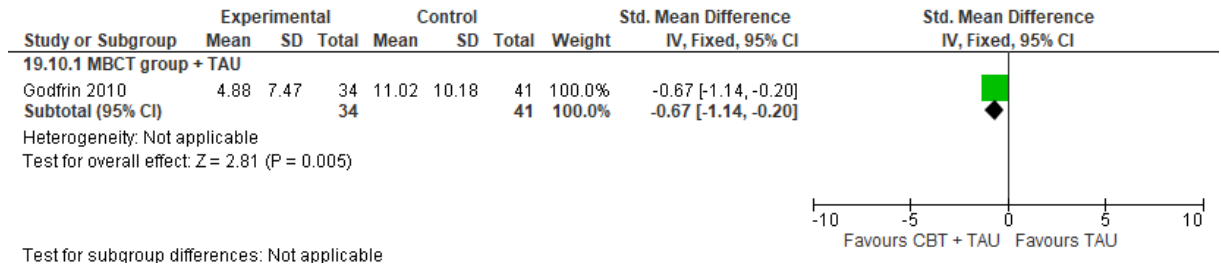 Experimental Control Std. Mean Difference Std. Mean Difference
Study or Subgroup Mean SD Total Mean SD Total Weight IV, Fixed, 95% CI IV, Fixed, 95% CI
19.10.1 MBCT group + TAU
Godfrin 2010 4.88 7.47 34 11.02 10.18 41 100.0% -0.67 [-1.14, -0.20]
Subtotal (95% CI) 34 41 100.0% -0.67 [-1.14, -0.20]
Heterogeneity: Not applicable
Test for overall effect: Z = 2.81 (P = 0.005)
-10 -5 0 5 10
Favours CBT + TAU Favours TAU
Test for subgroup differences: Not applicable